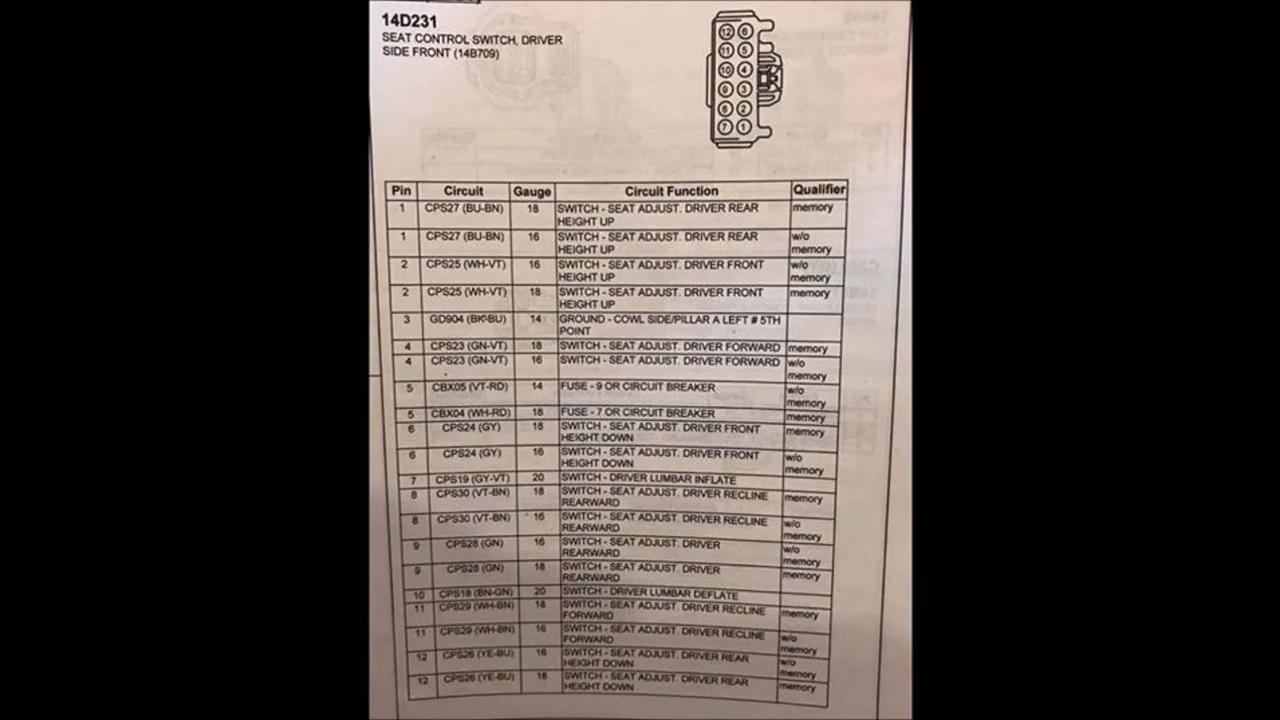 14D231
SEAT CONTROL SWITCH, DRIVER
SIDE FRONT (14B709)
12 6
11 5
10 4
9 3
8 2
7 1
Pin Circuit Gauge Circuit Function Qualifier
1 CPS27 (BU-BN) 18 SWITCH - SEAT ADJUST. DRIVER REAR memory
HEIGHT UP
1 CPS27 (BU-BN) 16 SWITCH - SEAT ADJUST. DRIVER REAR w/o
HEIGHT UP memory
2 CPS25 (WH-VT) 16 SWITCH - SEAT ADJUST. DRIVER FRONT w/o
HEIGHT UP memory
2 CPS25 (WH-VT) 18 SWITCH - SEAT ADJUST. DRIVER FRONT memory
HEIGHT UP
3 GD904 (BK-BU) 14 GROUND - COWL SIDE/PILLAR A LEFT # 5TH
POINT
4 CPS23 (GN-VT) 18 SWITCH - SEAT ADJUST. DRIVER FORWARD memory
4 CPS23 (GN-VT) 16 SWITCH - SEAT ADJUST. DRIVER FORWARD w/o
memory
5 CBX05 (VT-RD) 14 FUSE - 9 OR CIRCUIT BREAKER w/o
memory
5 CBX04 (WH-RD) 18 FUSE - 7 OR CIRCUIT BREAKER memory
6 CPS24 (GY) 18 SWITCH - SEAT ADJUST. DRIVER FRONT memory
HEIGHT DOWN
6 CPS24 (GY) 16 SWITCH - SEAT ADJUST. DRIVER FRONT w/o
HEIGHT DOWN memory
7 CPS19 (GY-VT) 20 SWITCH - DRIVER LUMBAR INFLATE
8 CPS30 (VT-BN) 18 SWITCH - SEAT ADJUST. DRIVER RECLINE memory
REARWARD
8 CPS30 (VT-BN) 16 SWITCH - SEAT ADJUST. DRIVER RECLINE w/o
REARWARD memory
9 CPS28 (GN) 16 SWITCH - SEAT ADJUST. DRIVER w/o
REARWARD memory
9 CPS28 (GN) 18 SWITCH - SEAT ADJUST. DRIVER memory
REARWARD
10 CPS18 (BN-GN) 20 SWITCH - DRIVER LUMBAR DEFLATE
11 CPS29 (WH-BN) 18 SWITCH - SEAT ADJUST. DRIVER RECLINE memory
FORWARD
11 CPS29 (WH-BN) 16 SWITCH - SEAT ADJUST. DRIVER RECLINE w/o
FORWARD memory
12 CPS26 (YE-BU) 16 SWITCH - SEAT ADJUST. DRIVER REAR w/o
HEIGHT DOWN memory
12 CPS26 (YE-BU) 18 SWITCH - SEAT ADJUST. DRIVER REAR memory
HEIGHT DOWN